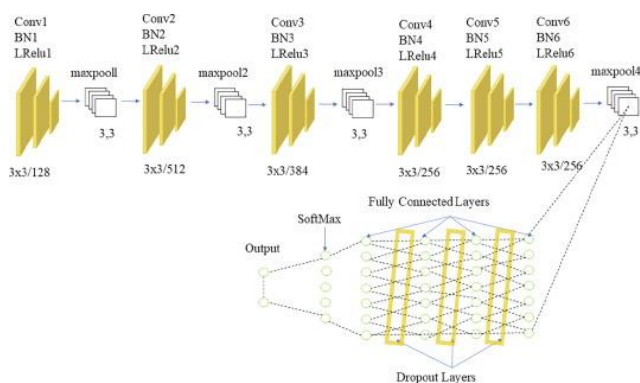 Conv1
BN1
LRelu1
maxpool1
3,3
3x3/128
Conv2
BN2
LRelu2
maxpool2
3,3
3x3/512
Conv3
BN3
LRelu3
maxpool3
3,3
3x3/384
Conv4
BN4
LRelu4
3x3/256
Conv5
BN5
LRelu5
3x3/256
Conv6
BN6
LRelu6
3x3/256
maxpool4
3,3
Fully Connected Layers
SoftMax
Output
Dropout Layers